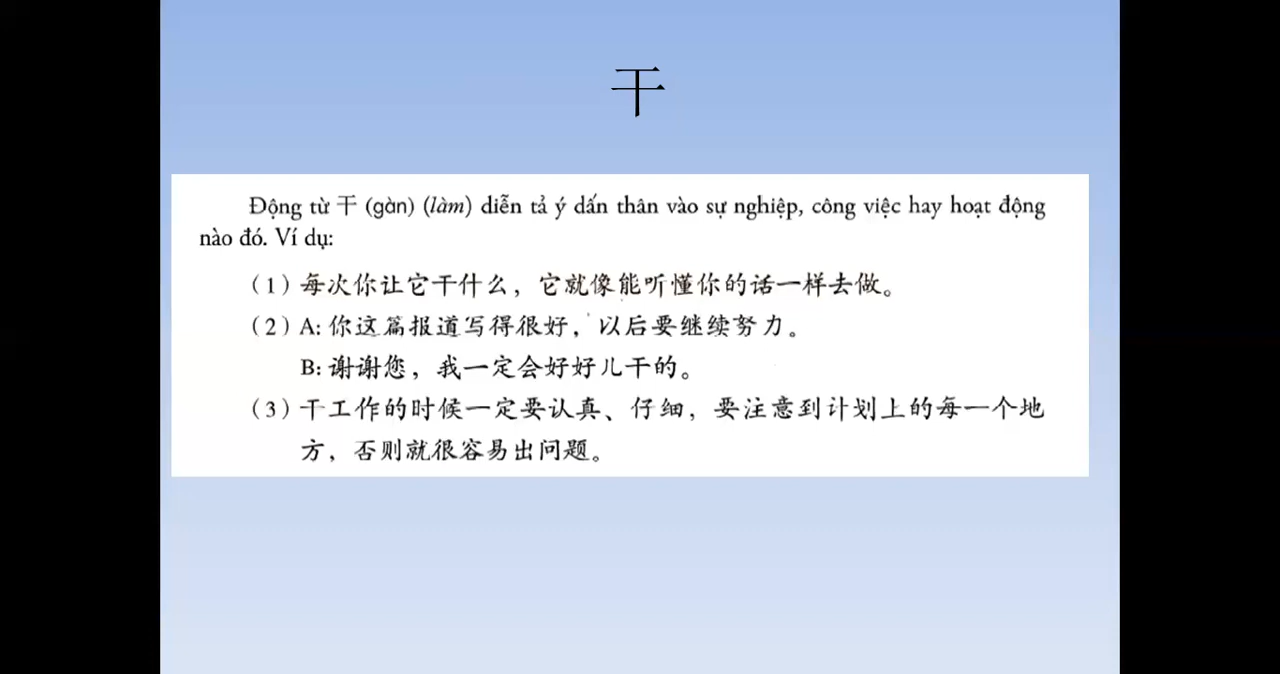 干
Động từ 干 (gàn) (làm) diễn tả ý dấn thân vào sự nghiệp, công việc hay hoạt động
nào đó. Ví dụ:
（1）每次你让它干什么，它就像能听懂你的话一样去做。
（2）A: 你这篇报道写得很好，以后要继续努力。
B: 谢谢您，我一定会好好儿干的。
（3）干工作的时候一定要认真、仔细，要注意到计划上的每一个地
方，否则就很容易出问题。